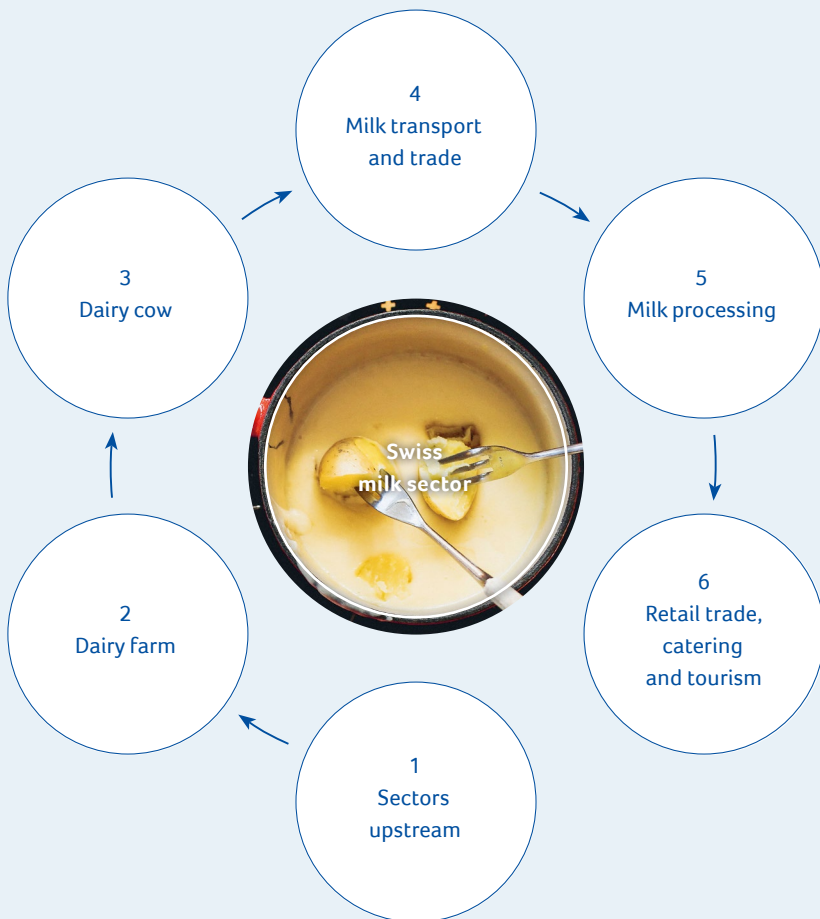 4
Milk transport
and trade
3
Dairy cow
5
Milk processing
Swiss
milk sector
2
Dairy farm
6
Retail trade,
catering
and tourism
1
Sectors
upstream